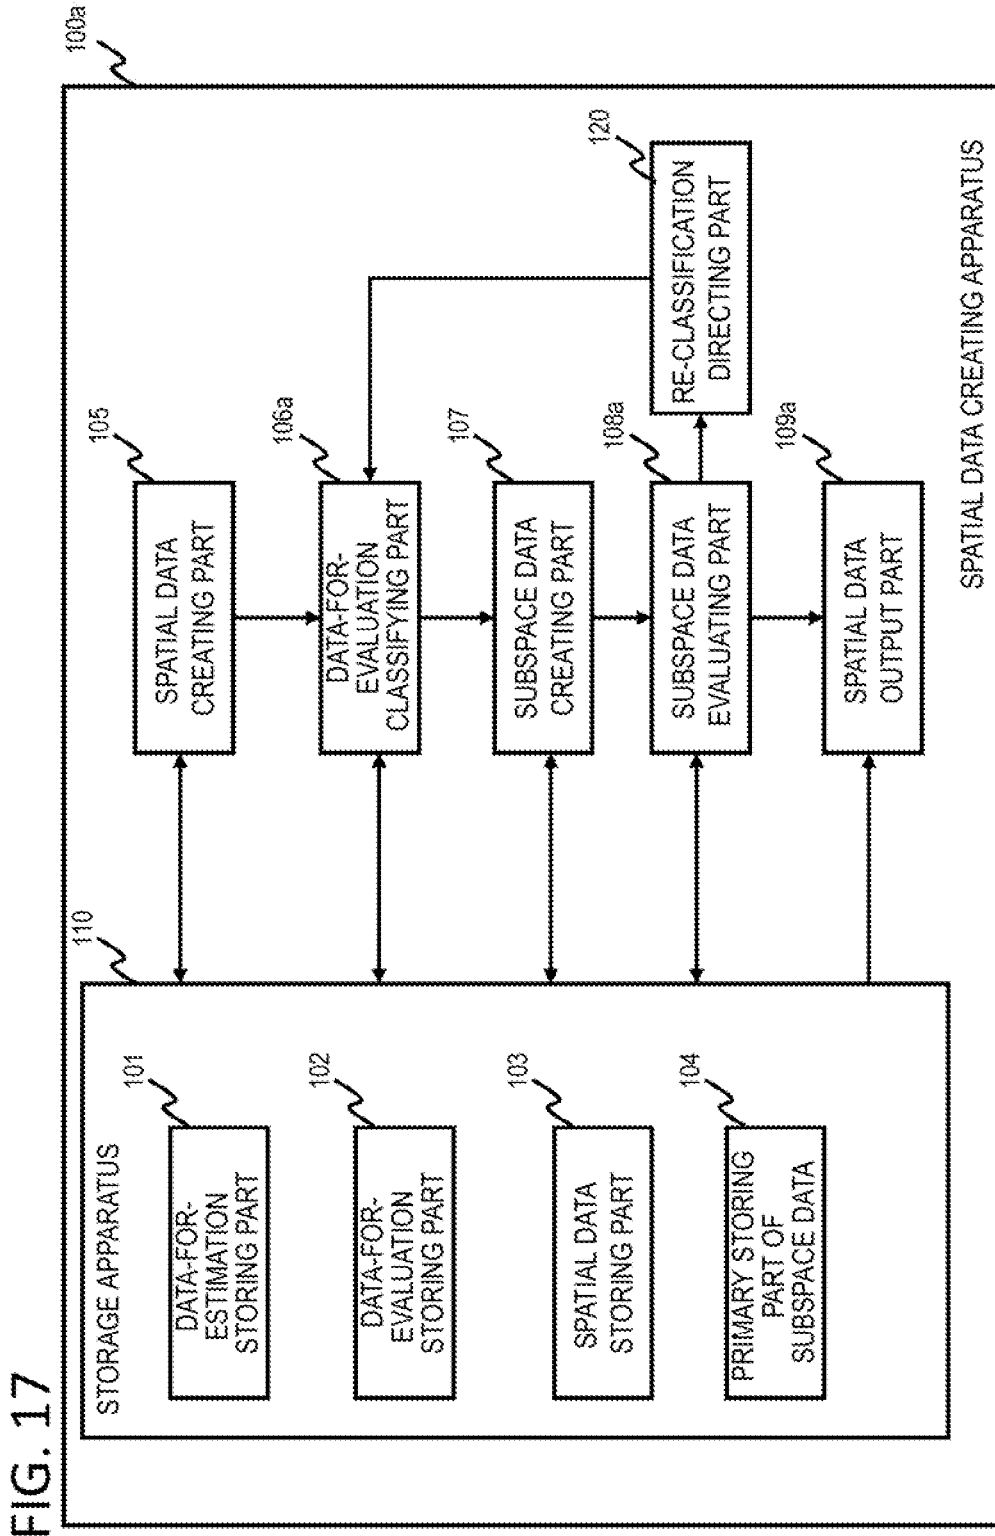 FIG. 17
100a
STORAGE APPARATUS
110
101
DATA-FOR-
ESTIMATION
STORING PART
102
DATA-FOR-
EVALUATION
STORING PART
103
SPATIAL DATA
STORING PART
104
PRIMARY STORING
PART OF
SUBSPACE DATA
105
SPATIAL DATA
CREATING PART
106a
DATA-FOR-
EVALUATION
CLASSIFYING PART
107
SUBSPACE DATA
CREATING PART
108a
SUBSPACE DATA
EVALUATING PART
109a
SPATIAL DATA
OUTPUT PART
120
RE-CLASSIFICATION
DIRECTING PART
SPATIAL DATA CREATING APPARATUS